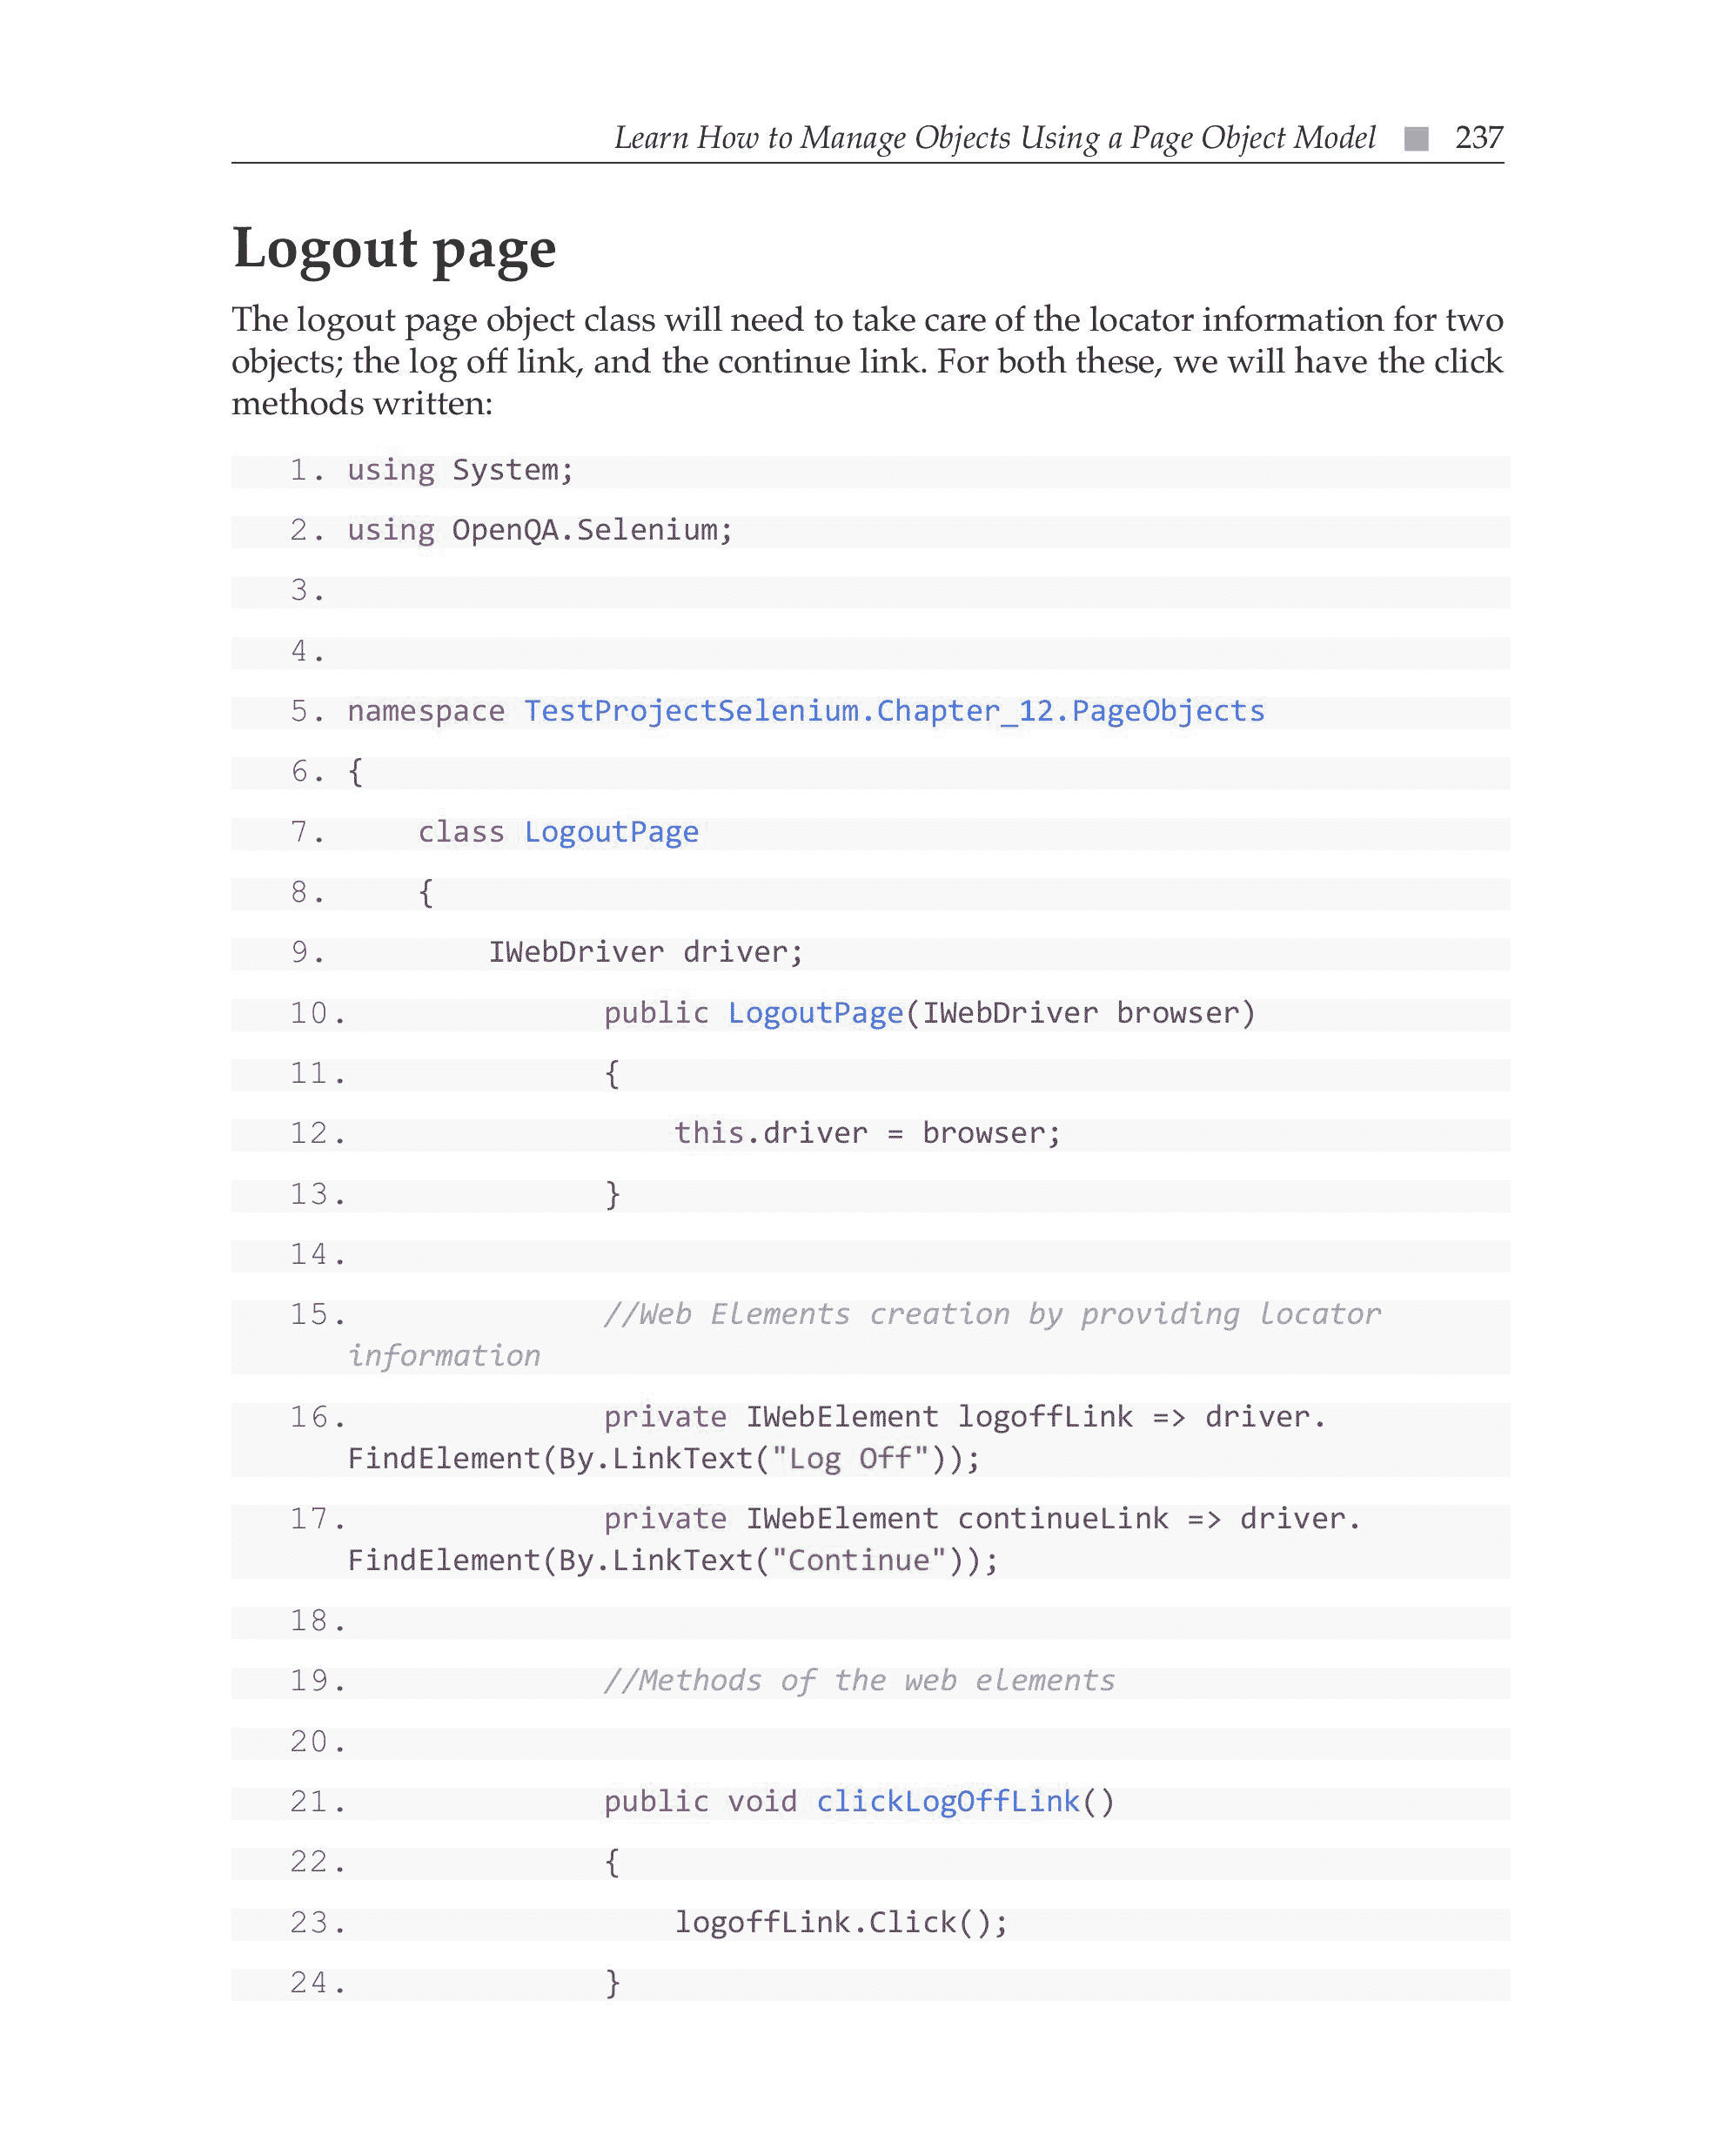 Learn How to Manage Objects Using a Page Object Model 237
Logout page
The logout page object class will need to take care of the locator information for two
objects; the log off link, and the continue link. For both these, we will have the click
methods written:
1. using System;
2. using OpenQA.Selenium;
3.
4.
5. namespace TestProjectSelenium.Chapter_12.PageObjects
6. {
7.     class LogoutPage
8.     {
9.         IWebDriver driver;
10.             public LogoutPage(IWebDriver browser)
11.             {
12.                 this.driver = browser;
13.             }
14.
15.             //Web Elements creation by providing locator
information
16.             private IWebElement logoffLink => driver.
FindElement(By.LinkText("Log Off"));
17.             private IWebElement continueLink => driver.
FindElement(By.LinkText("Continue"));
18.
19.             //Methods of the web elements
20.
21.             public void clickLogOffLink()
22.             {
23.                 logoffLink.Click();
24.             }